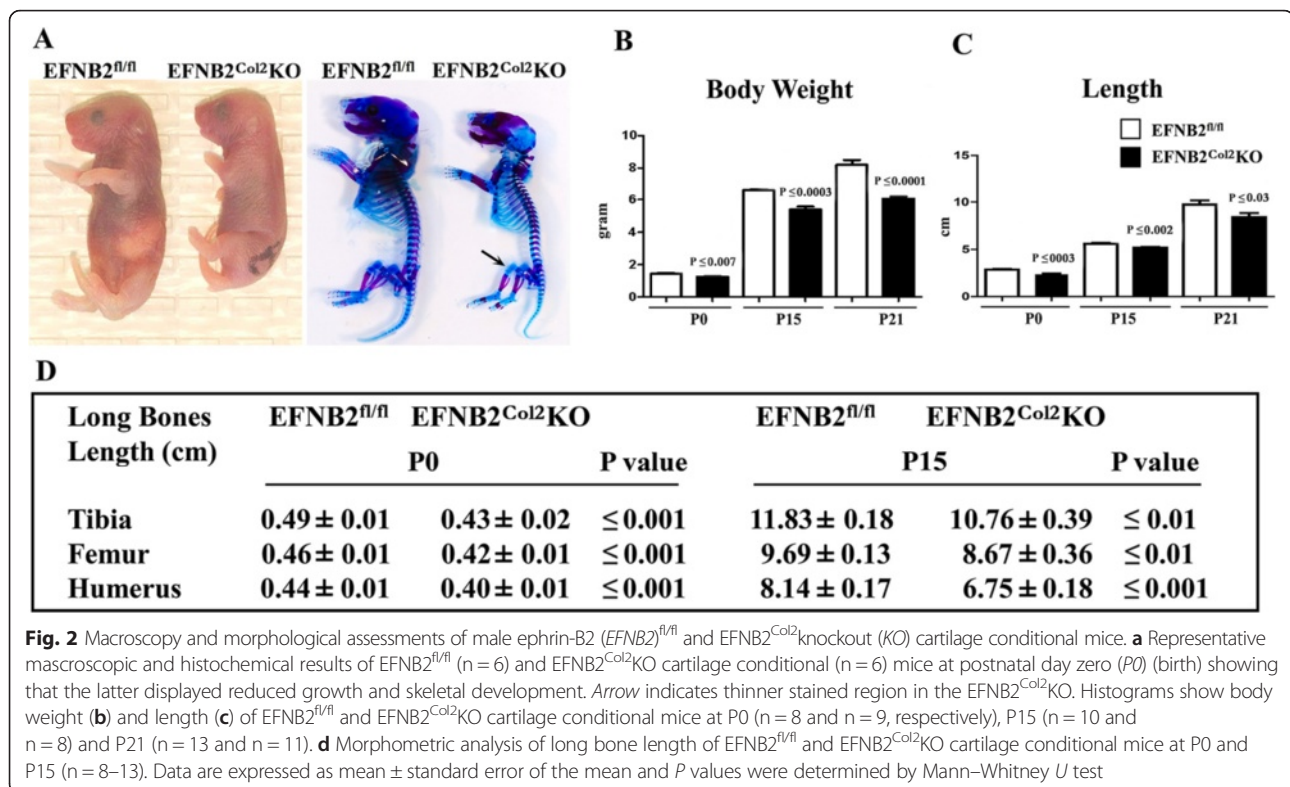 A
EFNB2fl/fl EFNB2Col2KO EFNB2fl/fl EFNB2Col2KO
B
Body Weight
10
8
6
4
2
0
gram
P ≤0.007
P ≤0.0003
P ≤0.0001
P0 P15 P21
C
Length
EFNB2fl/fl
EFNB2Col2KO
15
10
5
0
cm
P ≤0003
P ≤0.002
P ≤0.03
P0 P15 P21
D
Long Bones EFNB2fl/fl EFNB2Col2KO EFNB2fl/fl EFNB2Col2KO
Length (cm)
P0 P value P15 P value
Tibia 0.49 ± 0.01 0.43 ± 0.02 ≤ 0.001 11.83 ± 0.18 10.76 ± 0.39 ≤ 0.01
Femur 0.46 ± 0.01 0.42 ± 0.01 ≤ 0.001 9.69 ± 0.13 8.67 ± 0.36 ≤ 0.01
Humerus 0.44 ± 0.01 0.40 ± 0.01 ≤ 0.001 8.14 ± 0.17 6.75 ± 0.18 ≤ 0.001
Fig. 2 Macroscopy and morphological assessments of male ephrin-B2 (EFNB2)fl/fl and EFNB2Col2knockout (KO) cartilage conditional mice. a Representative
mascroscopic and histochemical results of EFNB2fl/fl (n = 6) and EFNB2Col2KO cartilage conditional (n = 6) mice at postnatal day zero (P0) (birth) showing
that the latter displayed reduced growth and skeletal development. Arrow indicates thinner stained region in the EFNB2Col2KO. Histograms show body
weight (b) and length (c) of EFNB2fl/fl and EFNB2Col2KO cartilage conditional mice at P0 (n = 8 and n = 9, respectively), P15 (n = 10 and
n = 8) and P21 (n = 13 and n = 11). d Morphometric analysis of long bone length of EFNB2fl/fl and EFNB2Col2KO cartilage conditional mice at P0 and
P15 (n = 8–13). Data are expressed as mean ± standard error of the mean and P values were determined by Mann–Whitney U test